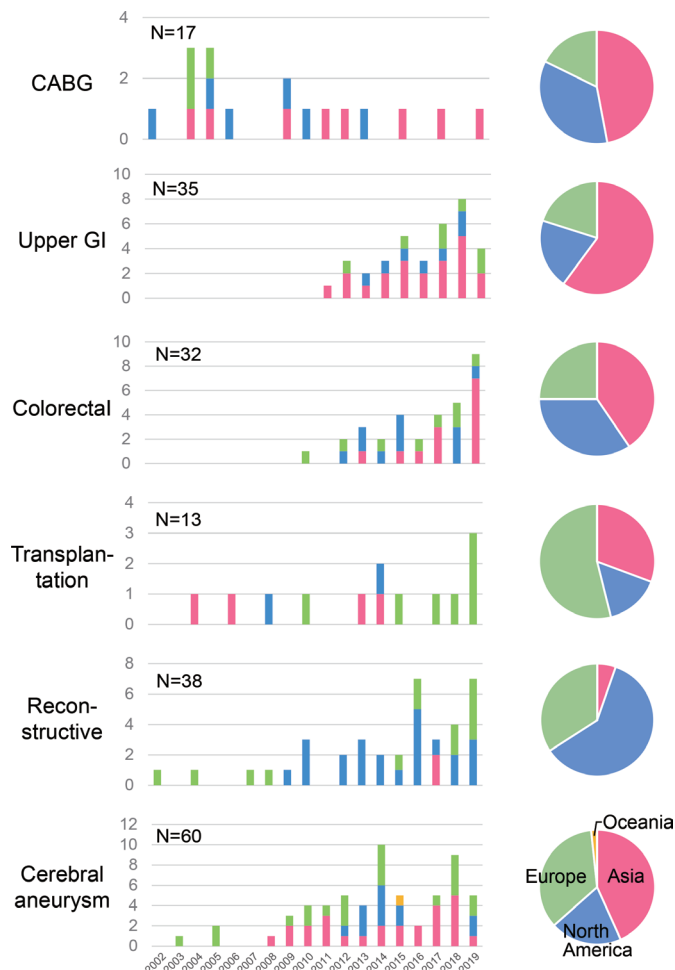 4
N=17
2
CABG
0
10
N=35
8
6
Upper GI
4
2
0
10
N=32
8
6
Colorectal
4
2
0
4
N=13
3
Transplan-
tation
2
1
0
8
N=38
6
Recon-
structive
4
2
0
12
N=60
10
8
Cerebral
aneurysm
6
4
2
0
2002 2003 2004 2005 2006 2007 2008 2009 2010 2011 2012 2013 2014 2015 2016 2017 2018 2019
Oceania
Europe Asia
North
America